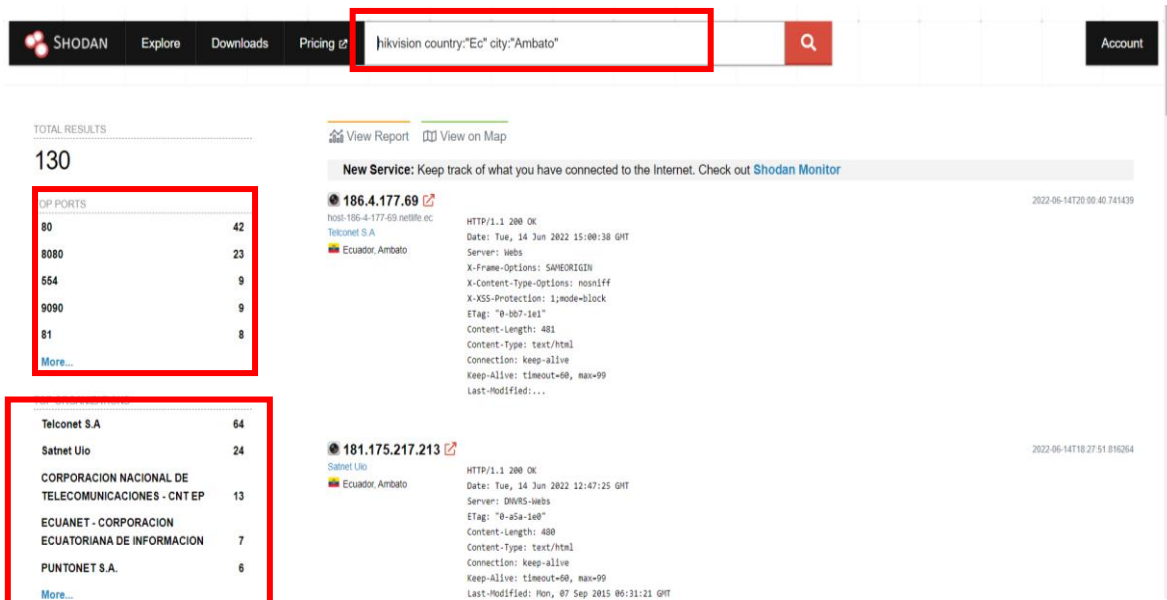 SHODAN Explore Downloads Pricing hikvision country:"Ec" city:"Ambato" Account
TOTAL RESULTS
130
TOP PORTS
80 42
8080 23
554 9
9090 9
81 8
More...
Telconet S.A 64
Satnet Uio 24
CORPORACION NACIONAL DE
TELECOMUNICACIONES - CNT EP 13
ECUANET - CORPORACION
ECUATORIANA DE INFORMACION 7
PUNTONET S.A. 6
More...
View Report View on Map
New Service: Keep track of what you have connected to the Internet. Check out Shodan Monitor
186.4.177.69 2022-06-14T20:00:40.741439
host-186-4-177-69.netlife.ec
Telconet S.A
Ecuador, Ambato
HTTP/1.1 200 OK
Date: Tue, 14 Jun 2022 15:00:38 GMT
Server: Webs
X-Frame-Options: SAMEORIGIN
X-Content-Type-Options: nosniff
X-XSS-Protection: 1;mode=block
ETag: "0-bb7-1e1"
Content-Length: 481
Content-Type: text/html
Connection: keep-alive
Keep-Alive: timeout=60, max=99
Last-Modified:...
181.175.217.213 2022-06-14T18:27:51.816264
Satnet Uio
Ecuador, Ambato
HTTP/1.1 200 OK
Date: Tue, 14 Jun 2022 12:47:25 GMT
Server: DNVRS-Webs
ETag: "0-a5a-1e0"
Content-Length: 480
Content-Type: text/html
Connection: keep-alive
Keep-Alive: timeout=60, max=99
Last-Modified: Mon, 07 Sep 2015 06:31:21 GMT